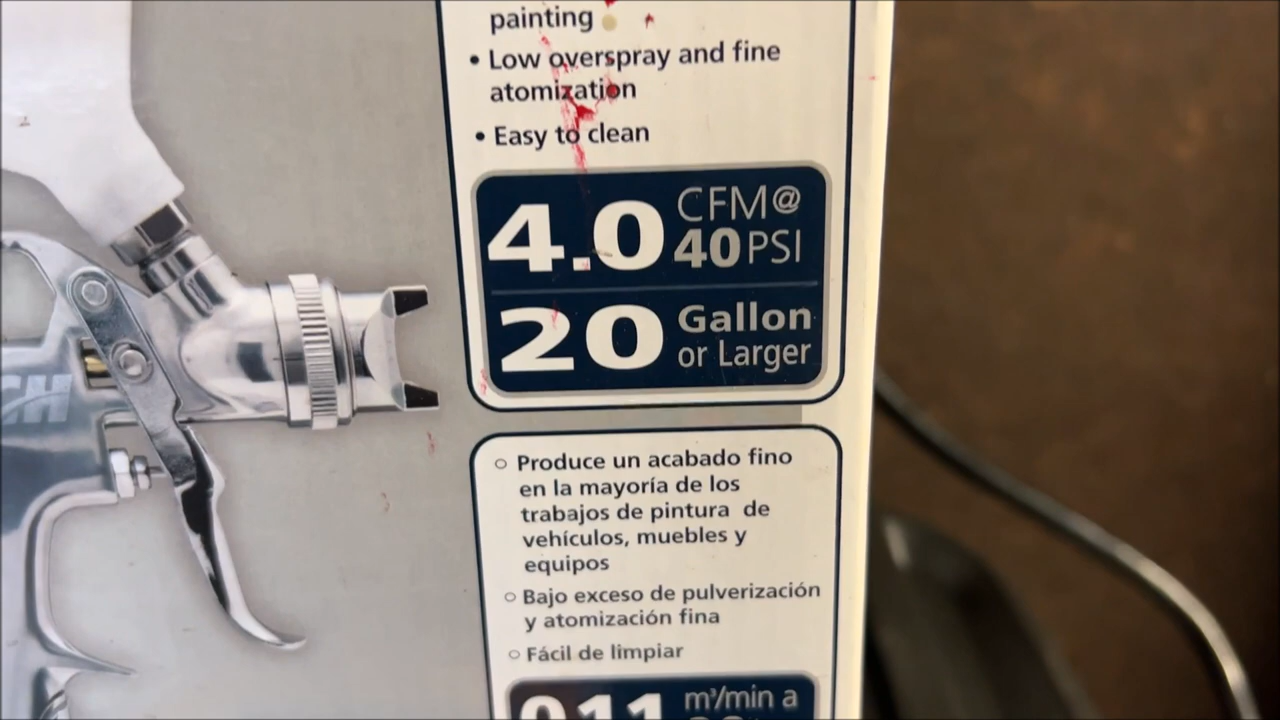 painting
• Low overspray and fine
atomization
• Easy to clean
4.0 CFM@
40 PSI
20 Gallon
or Larger
CH
○ Produce un acabado fino
en la mayoría de los
trabajos de pintura de
vehículos, muebles y
equipos
○ Bajo exceso de pulverización
y atomización fina
○ Fácil de limpiar
m³/min a